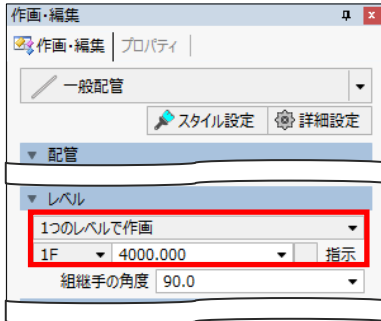 作画・編集
作画・編集 プロパティ
一般配管
スタイル設定 詳細設定
配管
レベル
1つのレベルで作画
1F 4000.000 指示
組継手の角度 90.0